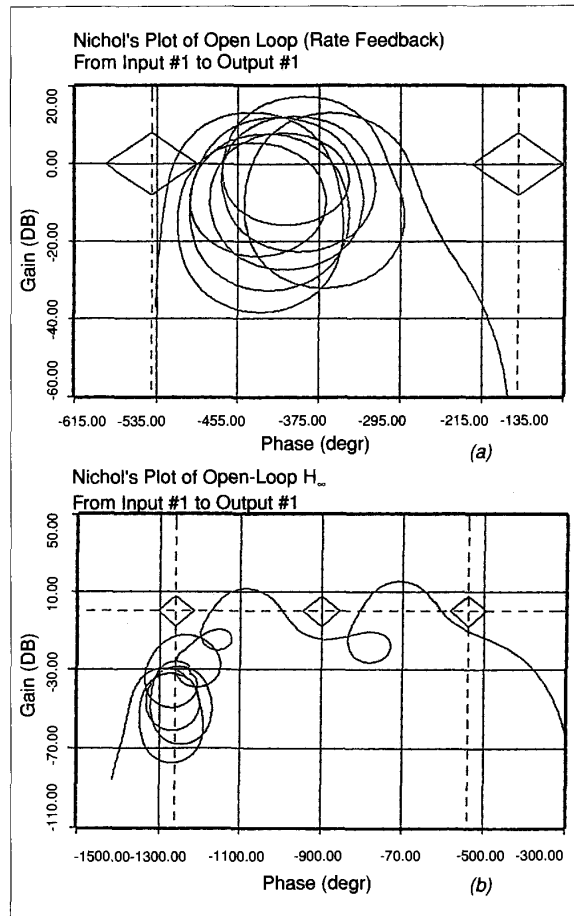 Nichol's Plot of Open Loop (Rate Feedback)
From Input #1 to Output #1
20.00
0.00
-20.00
-40.00
-60.00
Gain (DB)
-615.00 -535.00 -455.00 -375.00 -295.00 -215.00 -135.00
Phase (degr)
(a)
Nichol's Plot of Open-Loop H∞
From Input #1 to Output #1
50.00
10.00
-30.00
-70.00
-110.00
Gain (DB)
-1500.00 -1300.00 -1100.00 -900.00 -70.00 -500.00 -300.00
Phase (degr)
(b)